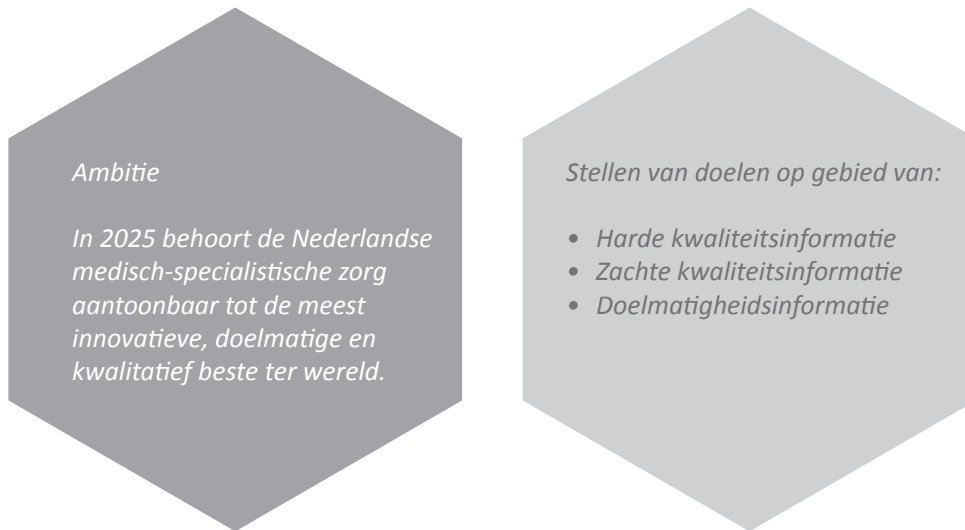 Ambitie
In 2025 behoort de Nederlandse
medisch-specialistische zorg
aantoonbaar tot de meest
innovatieve, doelmatige en
kwalitatief beste ter wereld.
Stellen van doelen op gebied van:
• Harde kwaliteitsinformatie
• Zachte kwaliteitsinformatie
• Doelmatigheidsinformatie